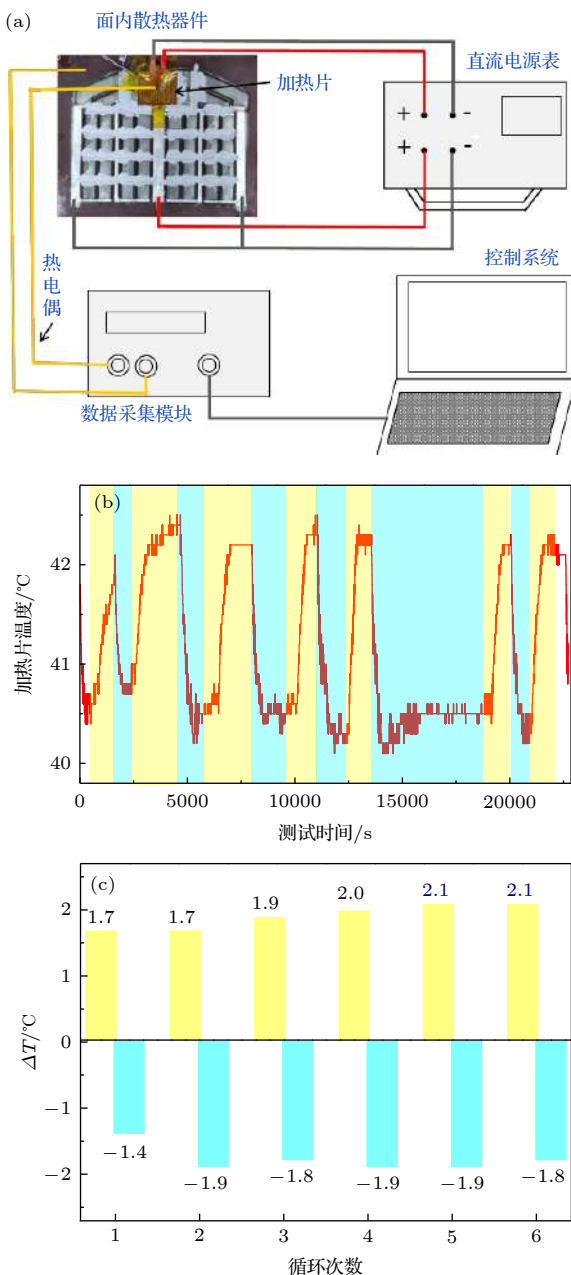 (a)
面内散热器件
直流电源表
加热片
+ -
+ -
控制系统
热
电
偶
数据采集模块
(b)
加热片温度/℃
42
41
40
0 5000 10000 15000 20000
测试时间/s
(c)
ΔT/℃
2
1
0
−1
−2
1.7 1.7 1.9 2.0 2.1 2.1
−1.4 −1.9 −1.8 −1.9 −1.9 −1.8
1 2 3 4 5 6
循环次数